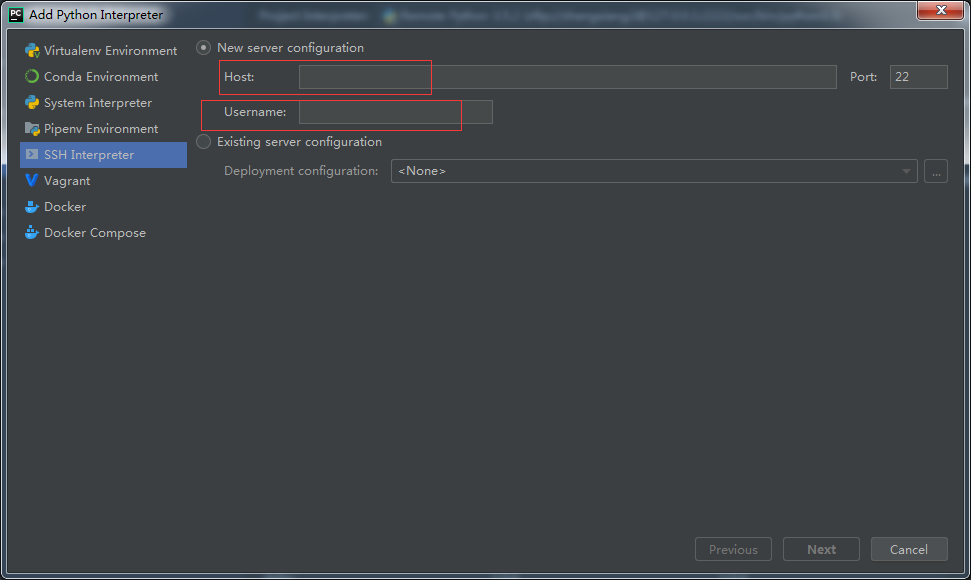 PC Add Python Interpreter
Virtualenv Environment
Conda Environment
System Interpreter
Pipenv Environment
SSH Interpreter
Vagrant
Docker
Docker Compose
New server configuration
Host: Port: 22
Username:
Existing server configuration
Deployment configuration: <None> ...
Previous Next Cancel